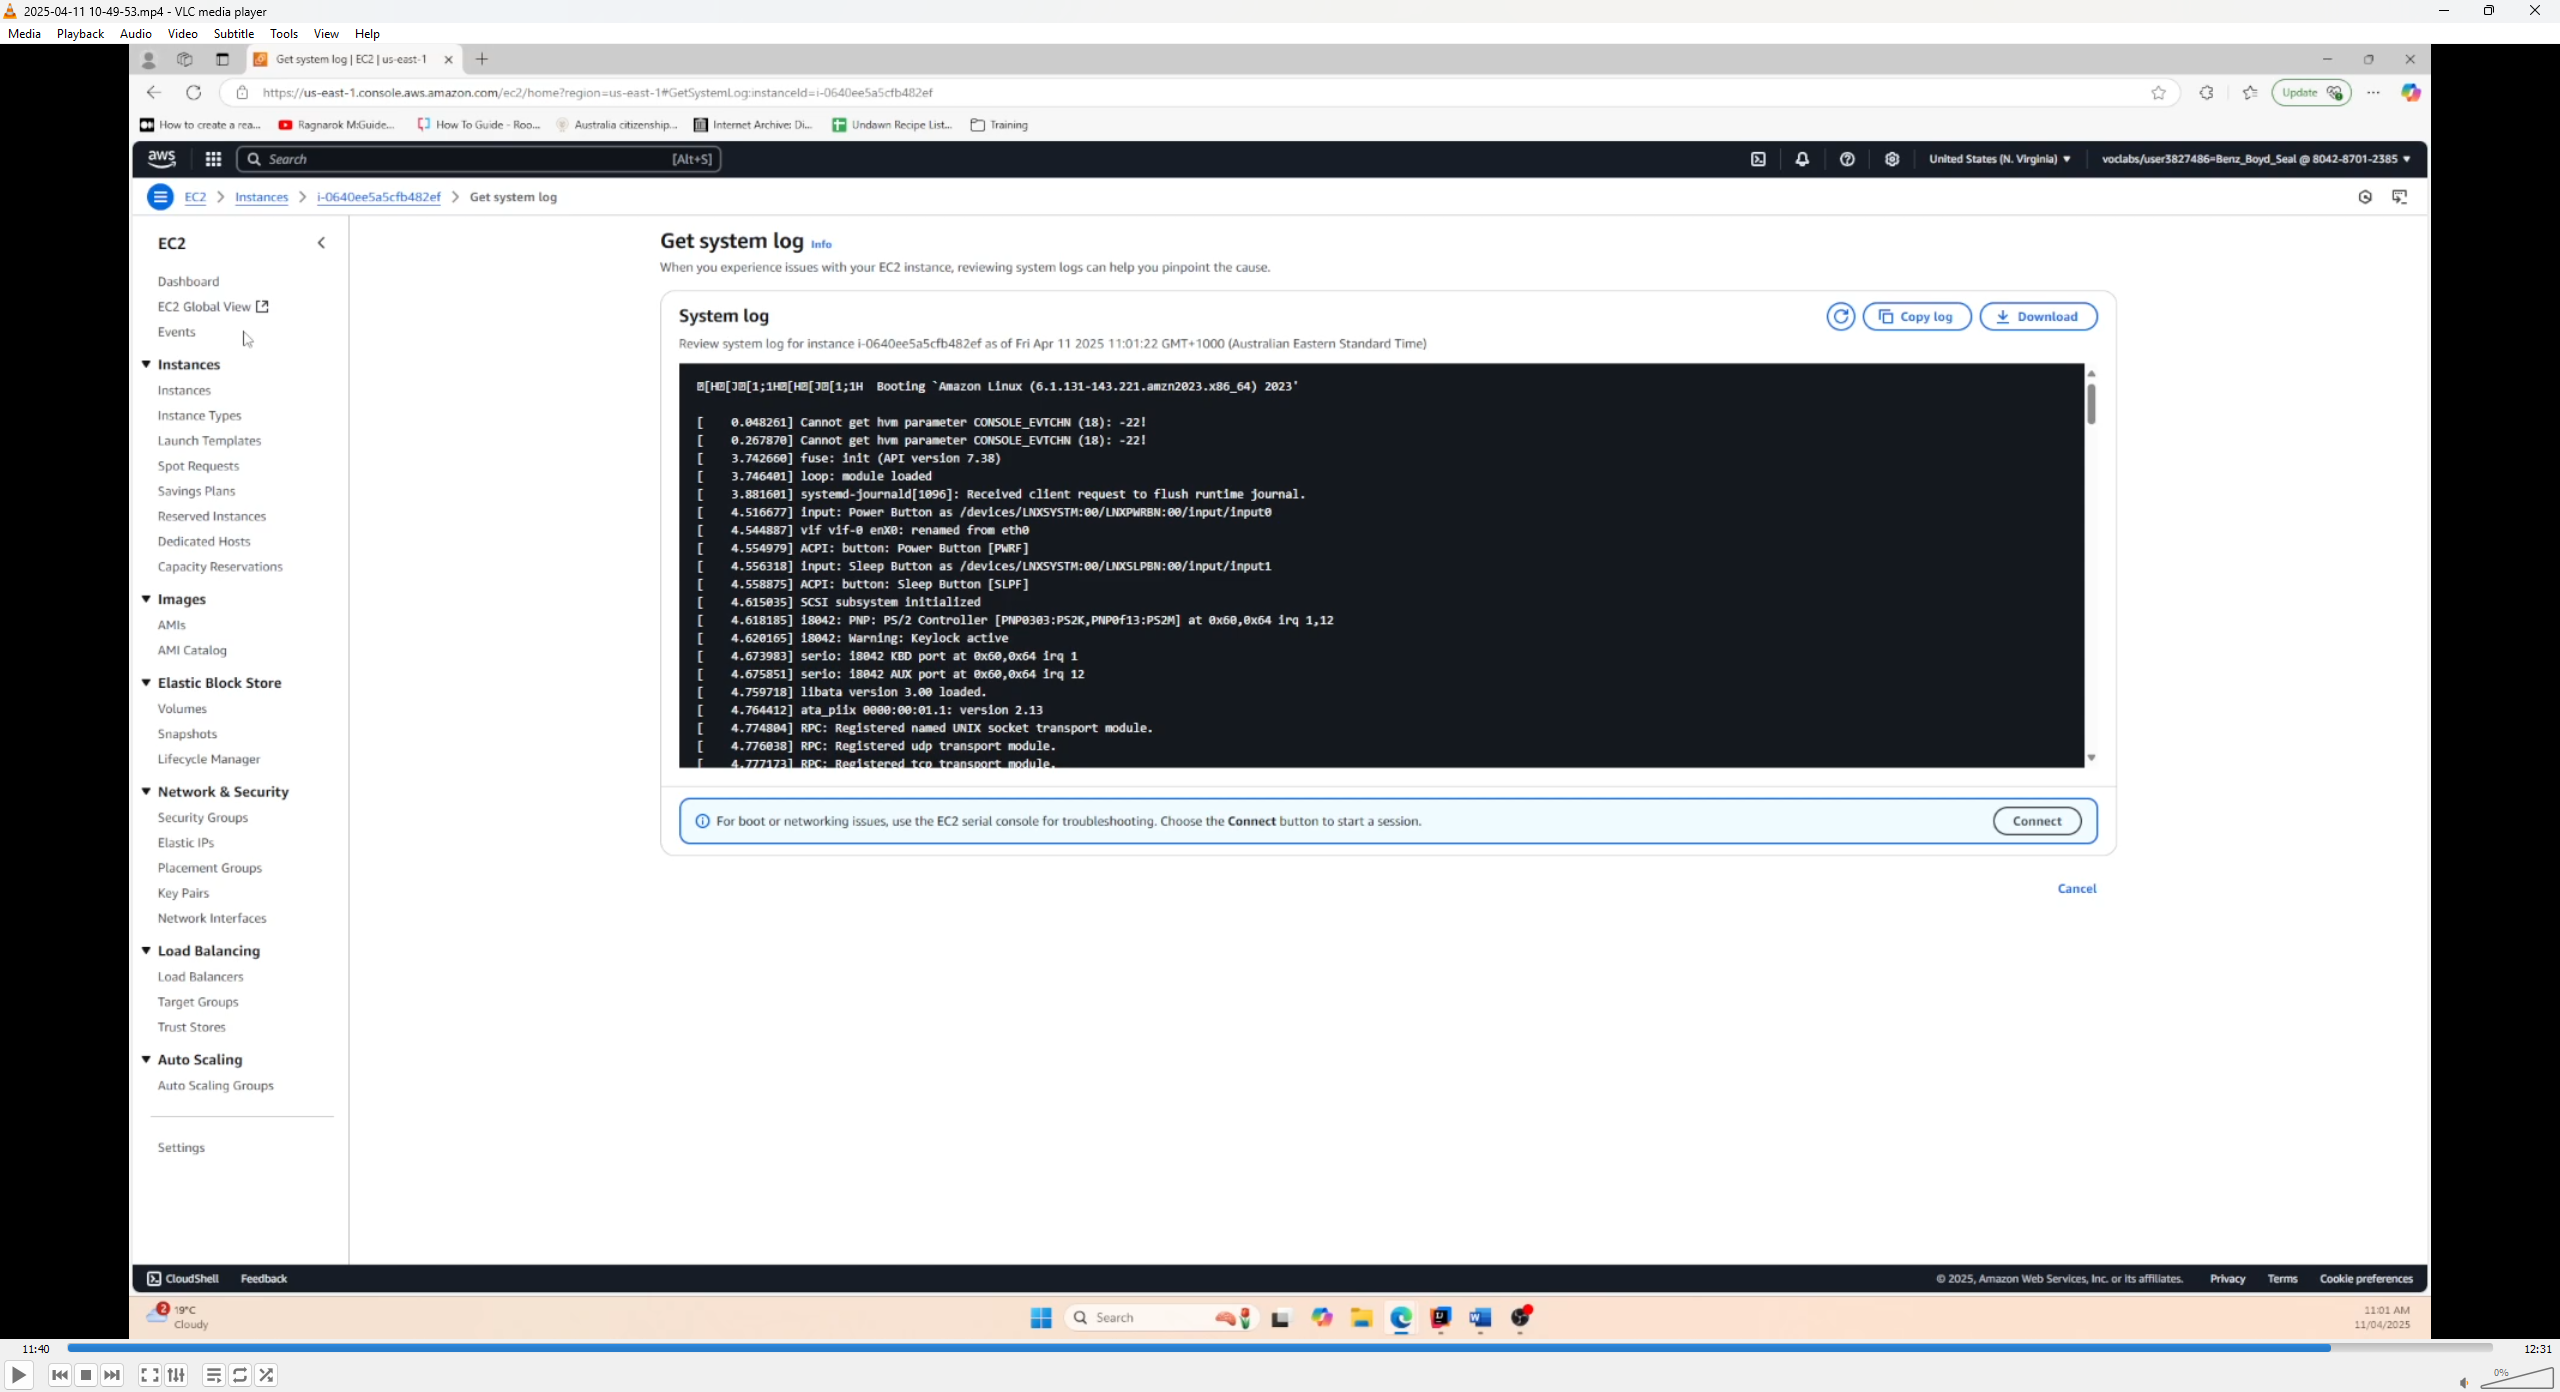 2025-04-11 10-49-53.mp4 - VLC media player
Media Playback Audio Video Subtitle Tools View Help
Get system log | EC2 | us-east-1
https://us-east-1.console.aws.amazon.com/ec2/home?region=us-east-1#GetSystemLog:instanceId=i-0640ee5a5cfb482ef
Update
How to create a rea... Ragnarok M:Guide... How To Guide - Roo... Australia citizenship... Internet Archive: Di... Undawn Recipe List... Training
aws Search [Alt+S] United States (N. Virginia) voclabs/user3827486=Benz_Boyd_Seal @ 8042-8701-2385
EC2 > Instances > i-0640ee5a5cfb482ef > Get system log
EC2
Dashboard
EC2 Global View
Events
Instances
Instances
Instance Types
Launch Templates
Spot Requests
Savings Plans
Reserved Instances
Dedicated Hosts
Capacity Reservations
Images
AMIs
AMI Catalog
Elastic Block Store
Volumes
Snapshots
Lifecycle Manager
Network & Security
Security Groups
Elastic IPs
Placement Groups
Key Pairs
Network Interfaces
Load Balancing
Load Balancers
Target Groups
Trust Stores
Auto Scaling
Auto Scaling Groups
Settings
Get system log Info
When you experience issues with your EC2 instance, reviewing system logs can help you pinpoint the cause.
System log
Copy log
Download
Review system log for instance i-0640ee5a5cfb482ef as of Fri Apr 11 2025 11:01:22 GMT+1000 (Australian Eastern Standard Time)
[H[J[1;1H[H[J[1;1H Booting `Amazon Linux (6.1.131-143.221.amzn2023.x86_64) 2023'
[ 0.048261] Cannot get hvm parameter CONSOLE_EVTCHN (18): -22!
[ 0.267870] Cannot get hvm parameter CONSOLE_EVTCHN (18): -22!
[ 3.742660] fuse: init (API version 7.38)
[ 3.746401] loop: module loaded
[ 3.881601] systemd-journald[1096]: Received client request to flush runtime journal.
[ 4.516677] input: Power Button as /devices/LNXSYSTM:00/LNXPWRBN:00/input/input0
[ 4.544887] vif vif-0 enX0: renamed from eth0
[ 4.554979] ACPI: button: Power Button [PWRF]
[ 4.556318] input: Sleep Button as /devices/LNXSYSTM:00/LNXSLPBN:00/input/input1
[ 4.558875] ACPI: button: Sleep Button [SLPF]
[ 4.615035] SCSI subsystem initialized
[ 4.618185] i8042: PNP: PS/2 Controller [PNP0303:PS2K,PNP0f13:PS2M] at 0x60,0x64 irq 1,12
[ 4.620165] i8042: Warning: Keylock active
[ 4.673983] serio: i8042 KBD port at 0x60,0x64 irq 1
[ 4.675851] serio: i8042 AUX port at 0x60,0x64 irq 12
[ 4.759718] libata version 3.00 loaded.
[ 4.764412] ata_piix 0000:00:01.1: version 2.13
[ 4.774804] RPC: Registered named UNIX socket transport module.
[ 4.776038] RPC: Registered udp transport module.
[ 4.777173] RPC: Registered tcp transport module.
For boot or networking issues, use the EC2 serial console for troubleshooting. Choose the Connect button to start a session.
Connect
Cancel
CloudShell Feedback © 2025, Amazon Web Services, Inc. or its affiliates. Privacy Terms Cookie preferences
2 19°C
Cloudy
Search
11:01 AM
11/04/2025
11:40
12:31
0%